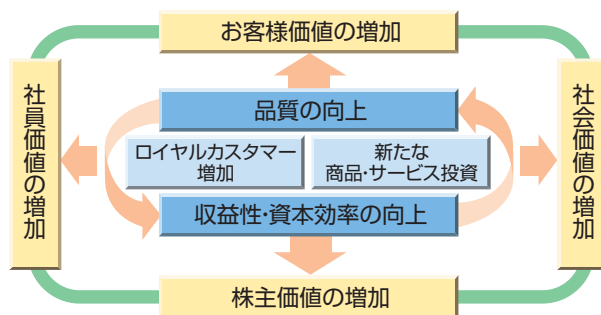 お客様価値の増加
社員価値の増加
品質の向上
ロイヤルカスタマー
増加
新たな
商品・サービス投資
収益性・資本効率の向上
社会価値の増加
株主価値の増加